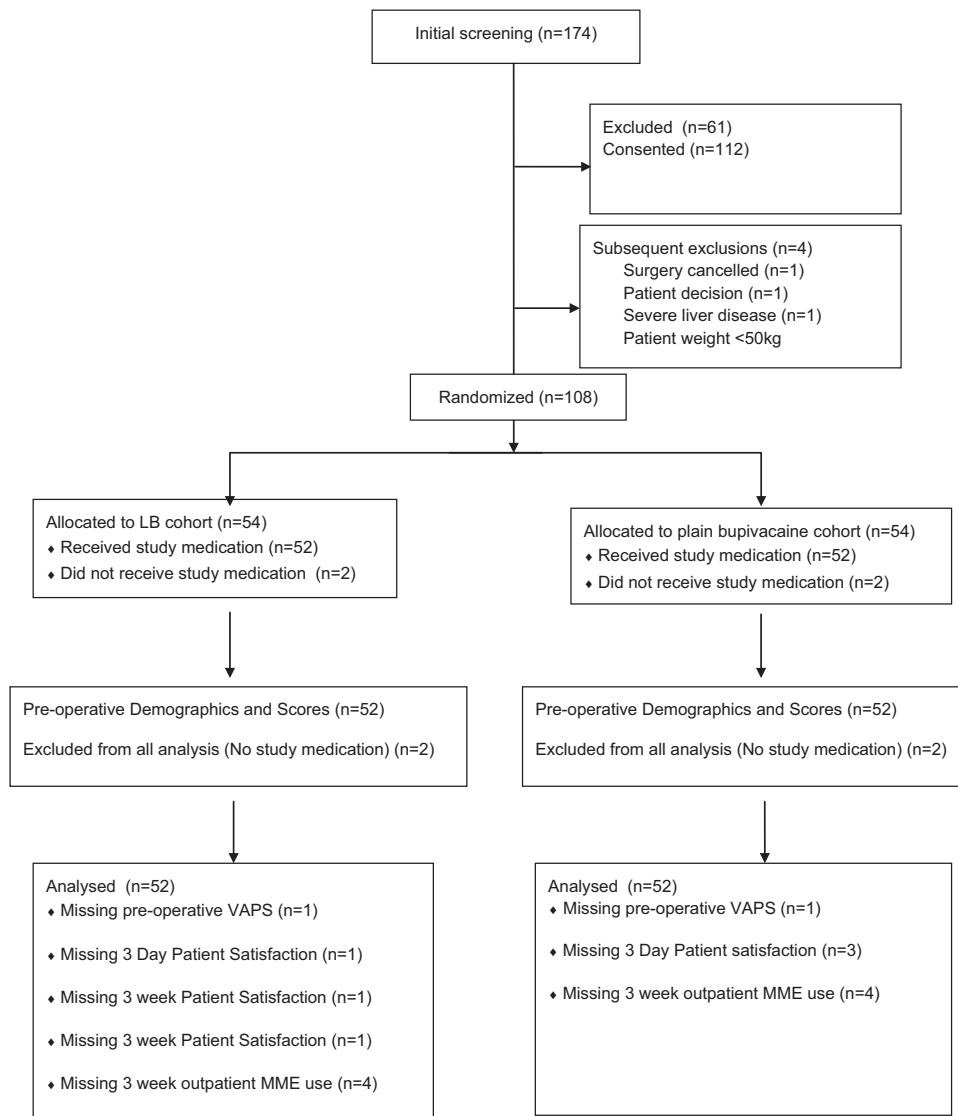 Initial screening (n=174)
Excluded  (n=61)
Consented (n=112)
Subsequent exclusions (n=4)
Surgery cancelled (n=1)
Patient decision (n=1)
Severe liver disease (n=1)
Patient weight <50kg
Randomized (n=108)
Allocated to LB cohort (n=54)
♦ Received study medication (n=52)
♦ Did not receive study medication  (n=2)
Allocated to plain bupivacaine cohort (n=54)
♦ Received study medication (n=52)
♦ Did not receive study medication (n=2)
Pre-operative Demographics and Scores (n=52)
Excluded from all analysis (No study medication) (n=2)
Pre-operative Demographics and Scores (n=52)
Excluded from all analysis (No study medication) (n=2)
Analysed  (n=52)
♦ Missing pre-operative VAPS (n=1)
♦ Missing 3 Day Patient Satisfaction (n=1)
♦ Missing 3 week Patient Satisfaction (n=1)
♦ Missing 3 week Patient Satisfaction (n=1)
♦ Missing 3 week outpatient MME use (n=4)
Analysed  (n=52)
♦ Missing pre-operative VAPS (n=1)
♦ Missing 3 Day Patient satisfaction (n=3)
♦ Missing 3 week outpatient MME use (n=4)